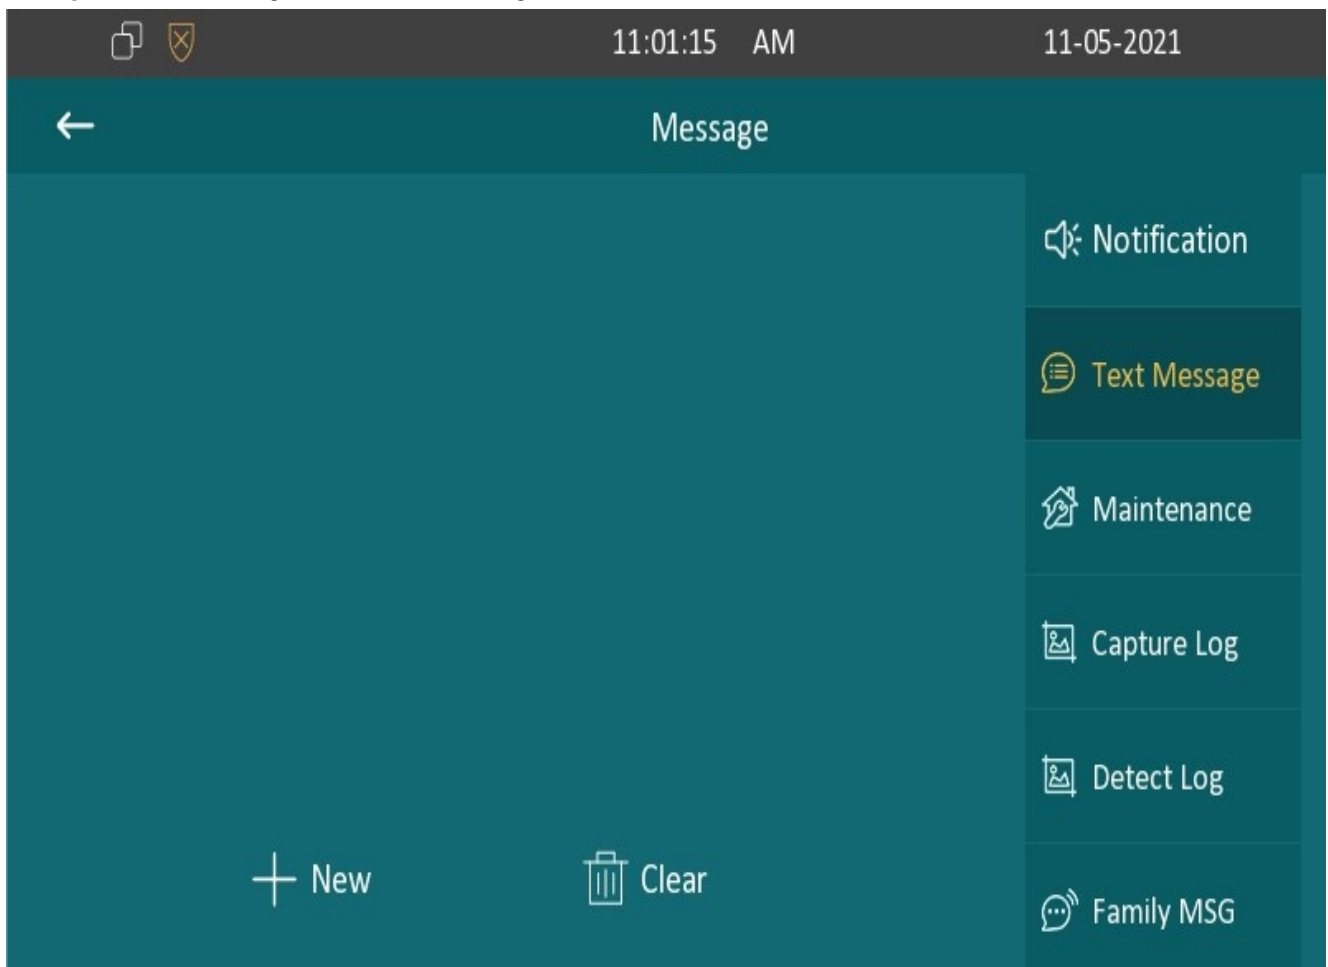 11:01:15 AM 11-05-2021
Message
Notification
Text Message
Maintenance
Capture Log
Detect Log
Family MSG
New Clear